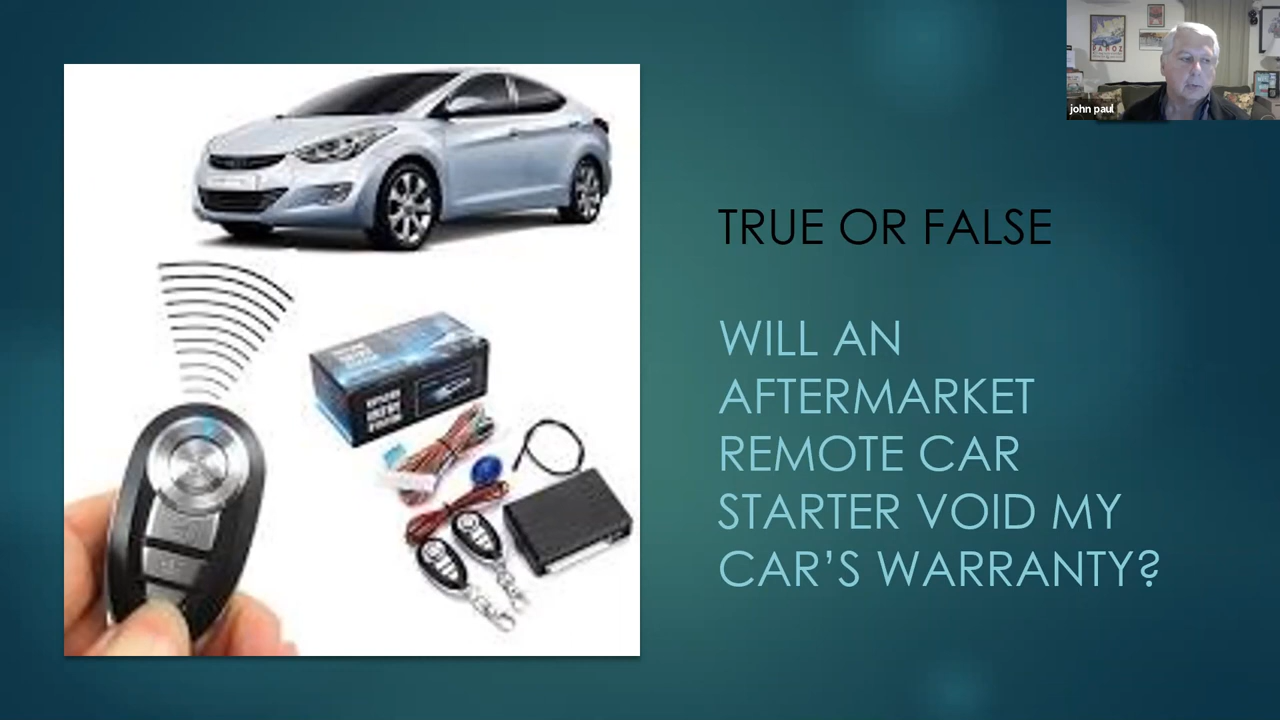 john paul
TRUE OR FALSE
WILL AN
AFTERMARKET
REMOTE CAR
STARTER VOID MY
CAR’S WARRANTY?